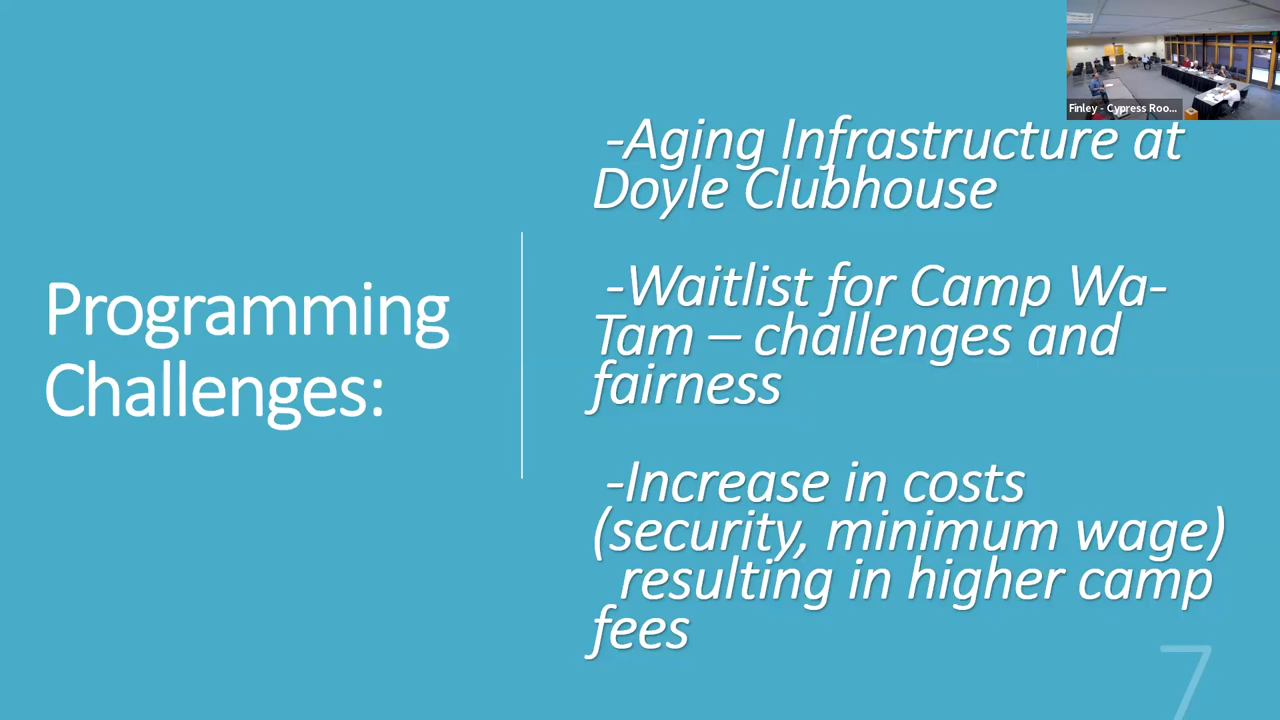 Finley - Cypress Roo...
-Aging Infrastructure at
Doyle Clubhouse
-Waitlist for Camp Wa-
Tam – challenges and
fairness
Programming
Challenges:
-Increase in costs
(security, minimum wage)
resulting in higher camp
fees
7